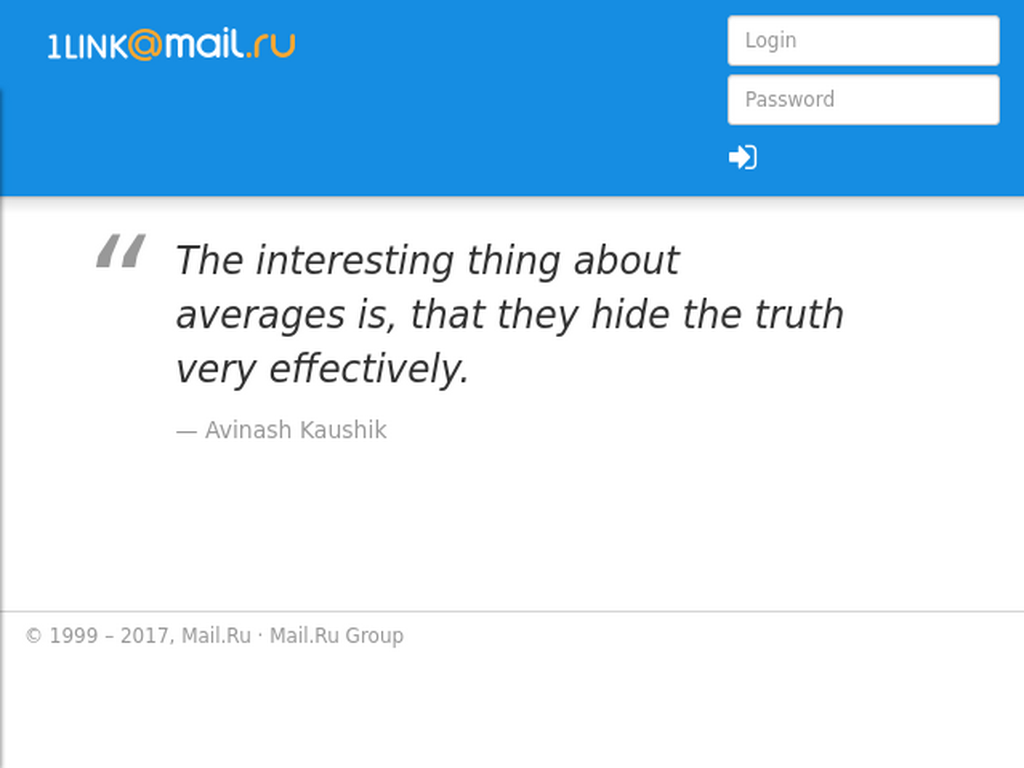 1LINK@mail.ru
Login
Password
“ The interesting thing about
averages is, that they hide the truth
very effectively.
— Avinash Kaushik
© 1999 – 2017, Mail.Ru · Mail.Ru Group